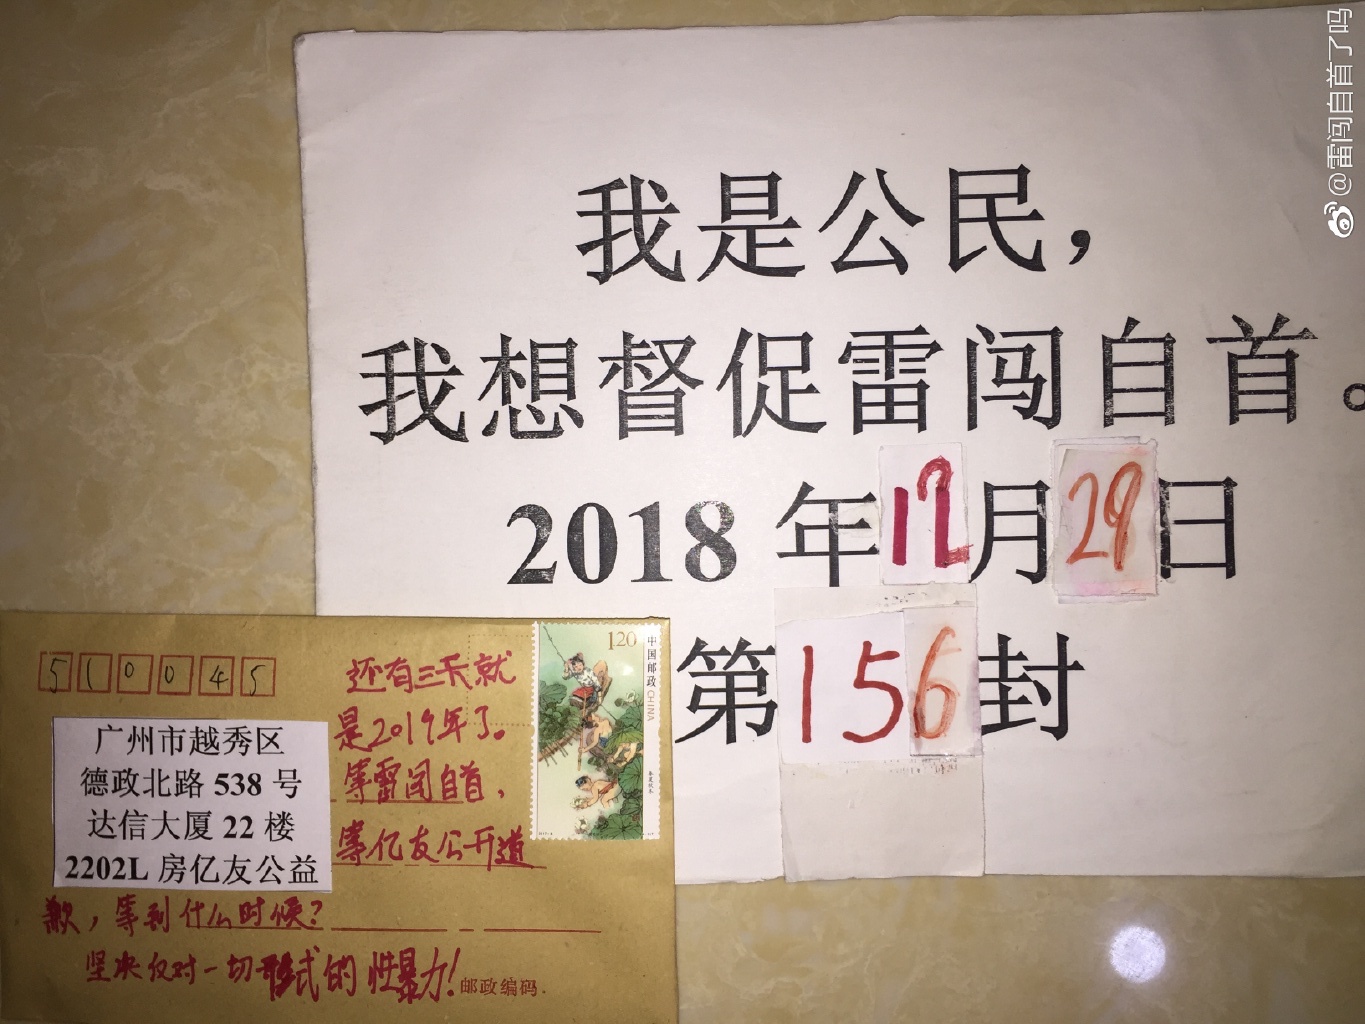 我是公民，
我想督促雷闯自首。
2018年12月29日
第156封
510045
广州市越秀区
德政北路 538 号
达信大厦 22 楼
2202L 房亿友公益
还有三天就
是2019年了。
等雷闯自首，
等亿友公开道
歉，等到什么时候？
坚决反对一切形式的性暴力！
邮政编码.
1.20
中国邮政
CHINA
@雷闯自首了吗